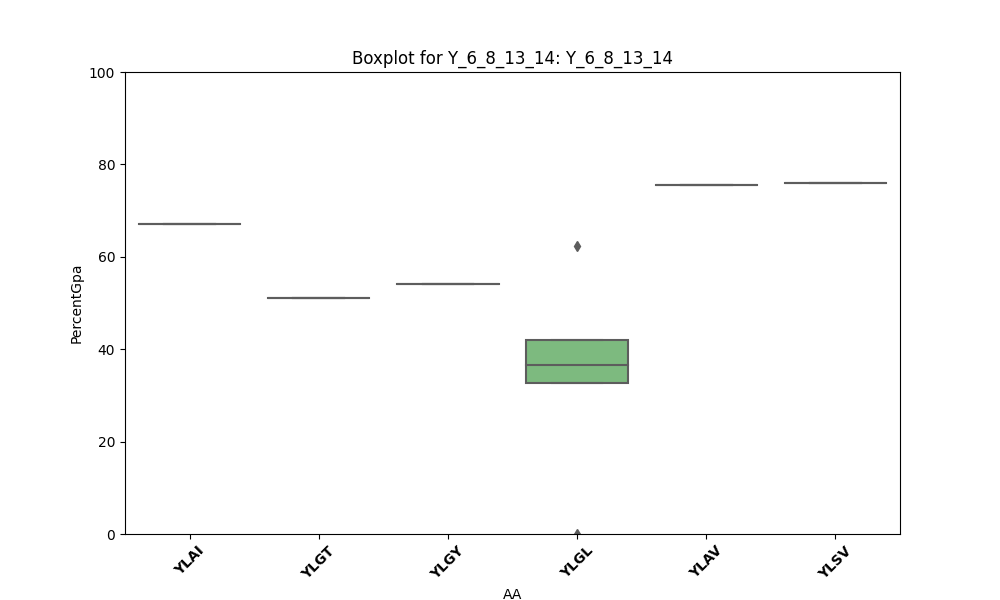 Boxplot for Y_6_8_13_14: Y_6_8_13_14
100
80
60
40
20
0
PercentGpa
YLAI
YLGT
YLGY
YLGL
YLAV
YLSV
AA